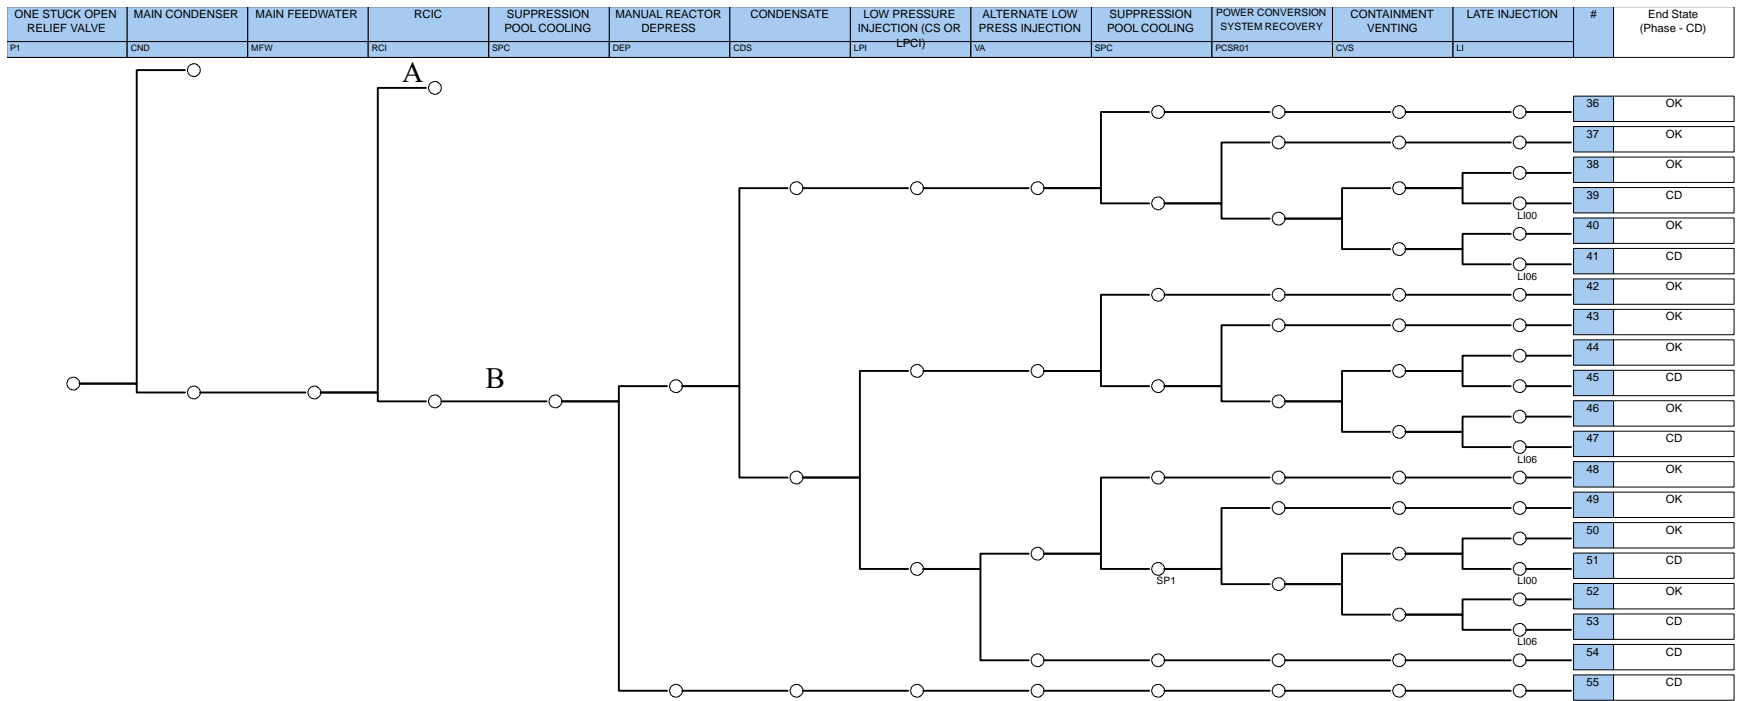 ONE STUCK OPEN
RELIEF VALVE
P1
MAIN CONDENSER
CND
MAIN FEEDWATER
MFW
RCIC
RCI
SUPPRESSION
POOL COOLING
SPC
MANUAL REACTOR
DEPRESS
DEP
CONDENSATE
CDS
LOW PRESSURE
INJECTION (CS OR
LPCI)
LPI
ALTERNATE LOW
PRESS INJECTION
VA
SUPPRESSION
POOL COOLING
SPC
POWER CONVERSION
SYSTEM RECOVERY
PCSR01
CONTAINMENT
VENTING
CVS
LATE INJECTION
LI
#
End State
(Phase - CD)
A
B
36 OK
37 OK
38 OK
39 CD
LI00
40 OK
41 CD
LI06
42 OK
43 OK
44 OK
45 CD
46 OK
47 CD
LI06
48 OK
49 OK
50 OK
51 CD
SP1
LI00
52 OK
53 CD
LI06
54 CD
55 CD